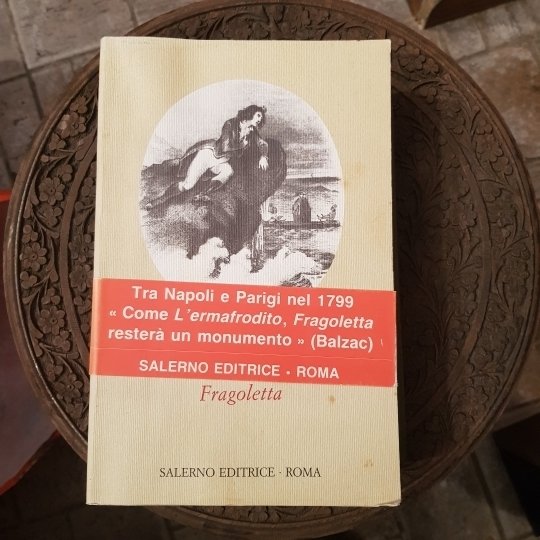 Tra Napoli e Parigi nel 1799
« Come L'ermafrodito, Fragoletta
resterà un monumento » (Balzac)
SALERNO EDITRICE • ROMA
Fragoletta
SALERNO EDITRICE · ROMA